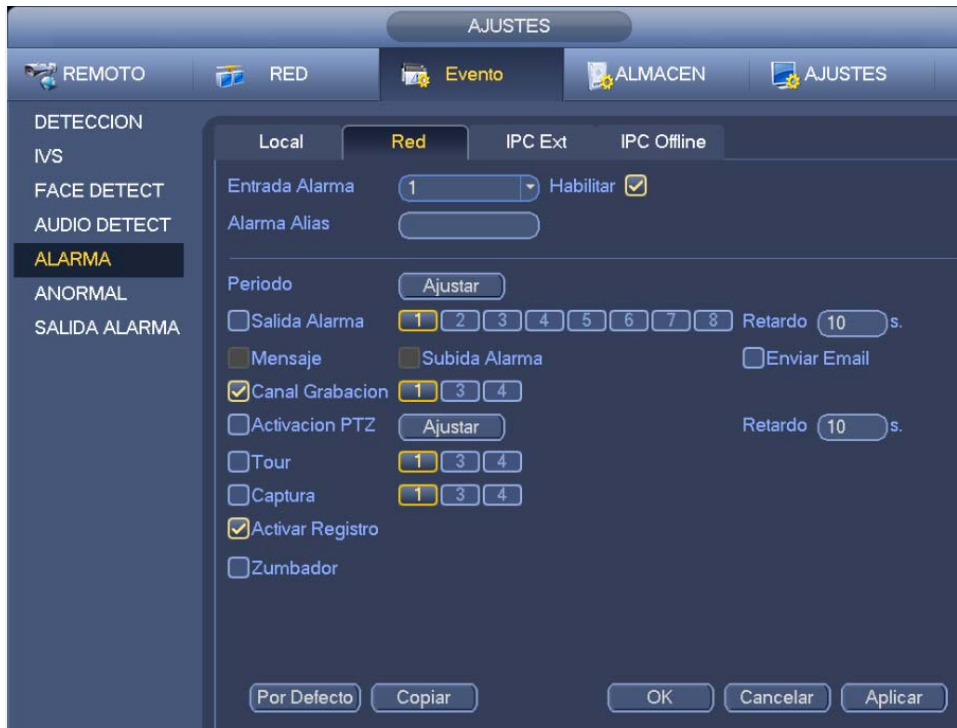 AJUSTES
REMOTO RED Evento ALMACEN AJUSTES
DETECCION
IVS
FACE DETECT
AUDIO DETECT
ALARMA
ANORMAL
SALIDA ALARMA
Local Red IPC Ext IPC Offline
Entrada Alarma 1 Habilitar
Alarma Alias
Periodo Ajustar
Salida Alarma 1 2 3 4 5 6 7 8 Retardo 10 s.
Mensaje Subida Alarma Enviar Email
Canal Grabacion 1 3 4
Activacion PTZ Ajustar Retardo 10 s.
Tour 1 3 4
Captura 1 3 4
Activar Registro
Zumbador
Por Defecto Copiar OK Cancelar Aplicar